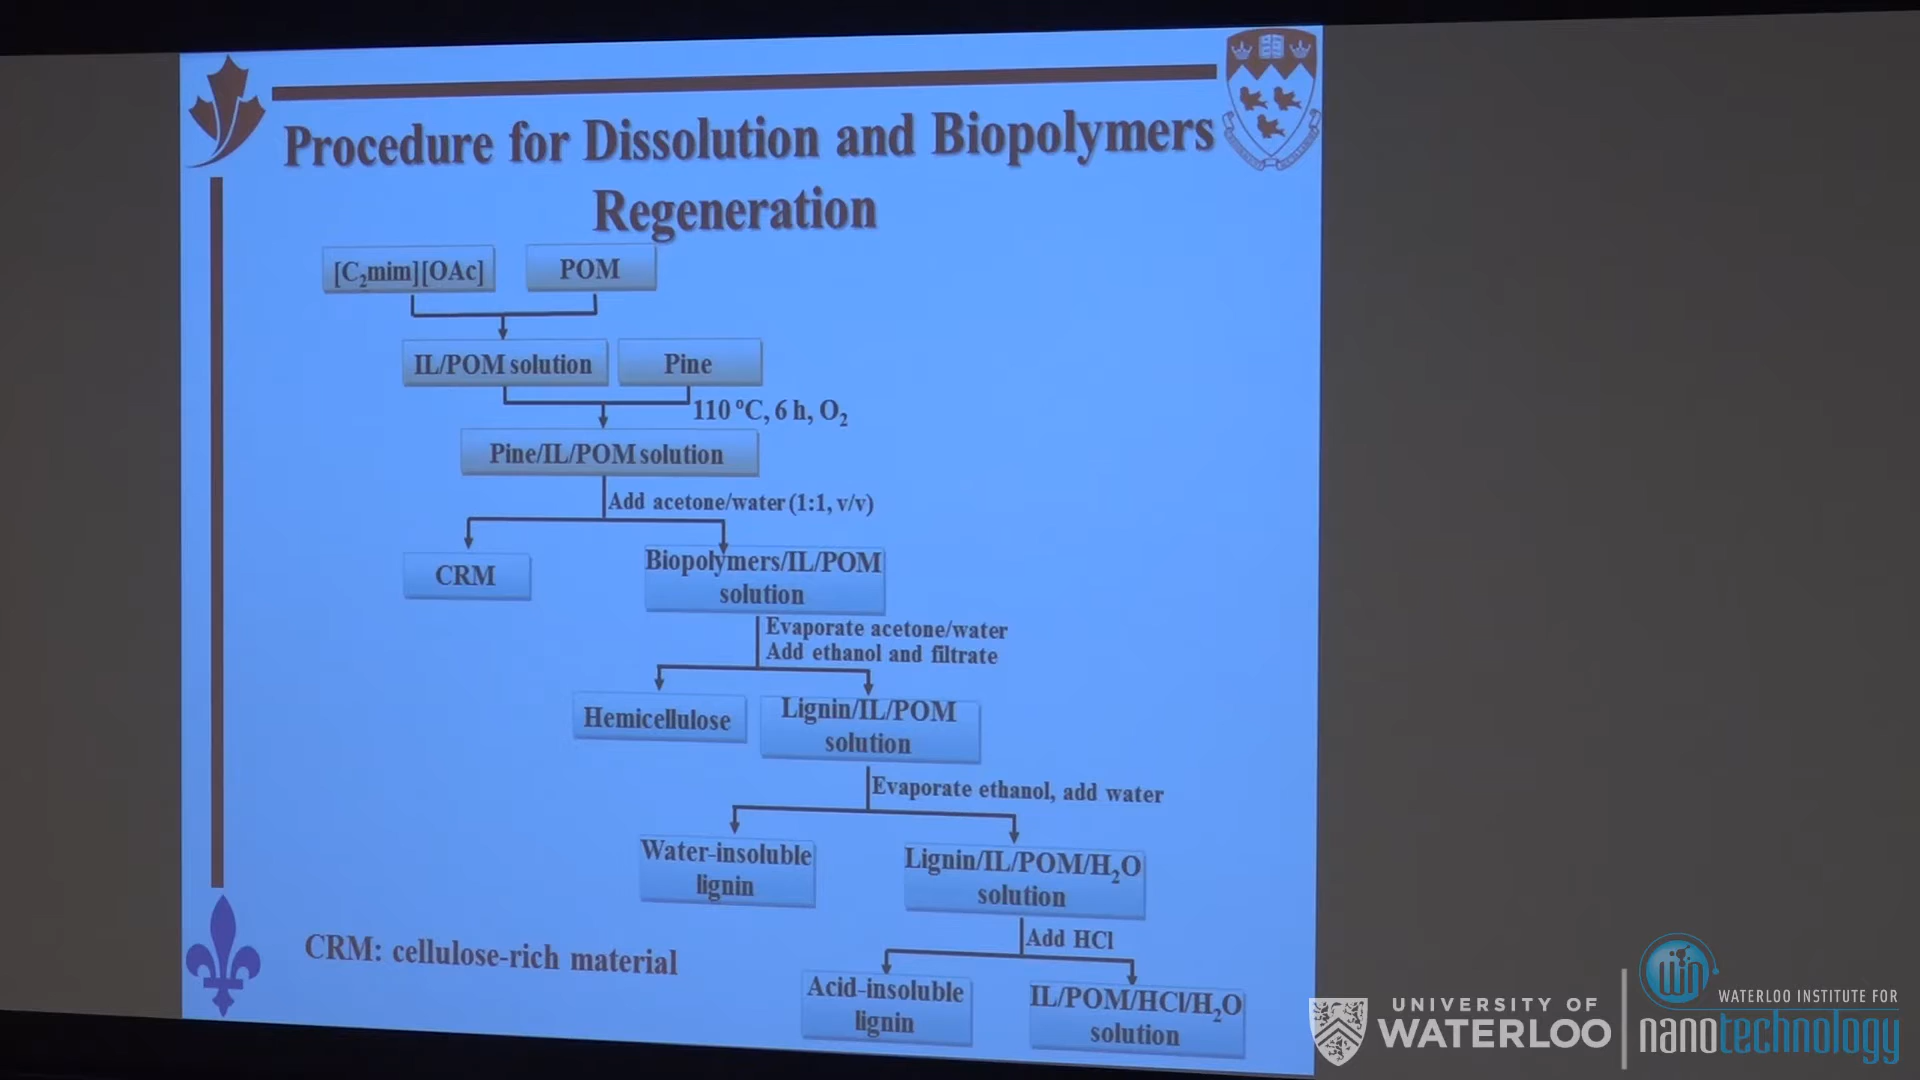 Procedure for Dissolution and Biopolymers
Regeneration
[C₂mim][OAc]
POM
IL/POM solution
Pine
110 ºC, 6 h, O₂
Pine/IL/POM solution
Add acetone/water (1:1, v/v)
CRM
Biopolymers/IL/POM
solution
Evaporate acetone/water
Add ethanol and filtrate
Hemicellulose
Lignin/IL/POM
solution
Evaporate ethanol, add water
Water-insoluble
lignin
Lignin/IL/POM/H₂O
solution
Add HCl
CRM: cellulose-rich material
Acid-insoluble
lignin
IL/POM/HCl/H₂O
solution
UNIVERSITY OF
WATERLOO
WIN
WATERLOO INSTITUTE FOR
nanotechnology